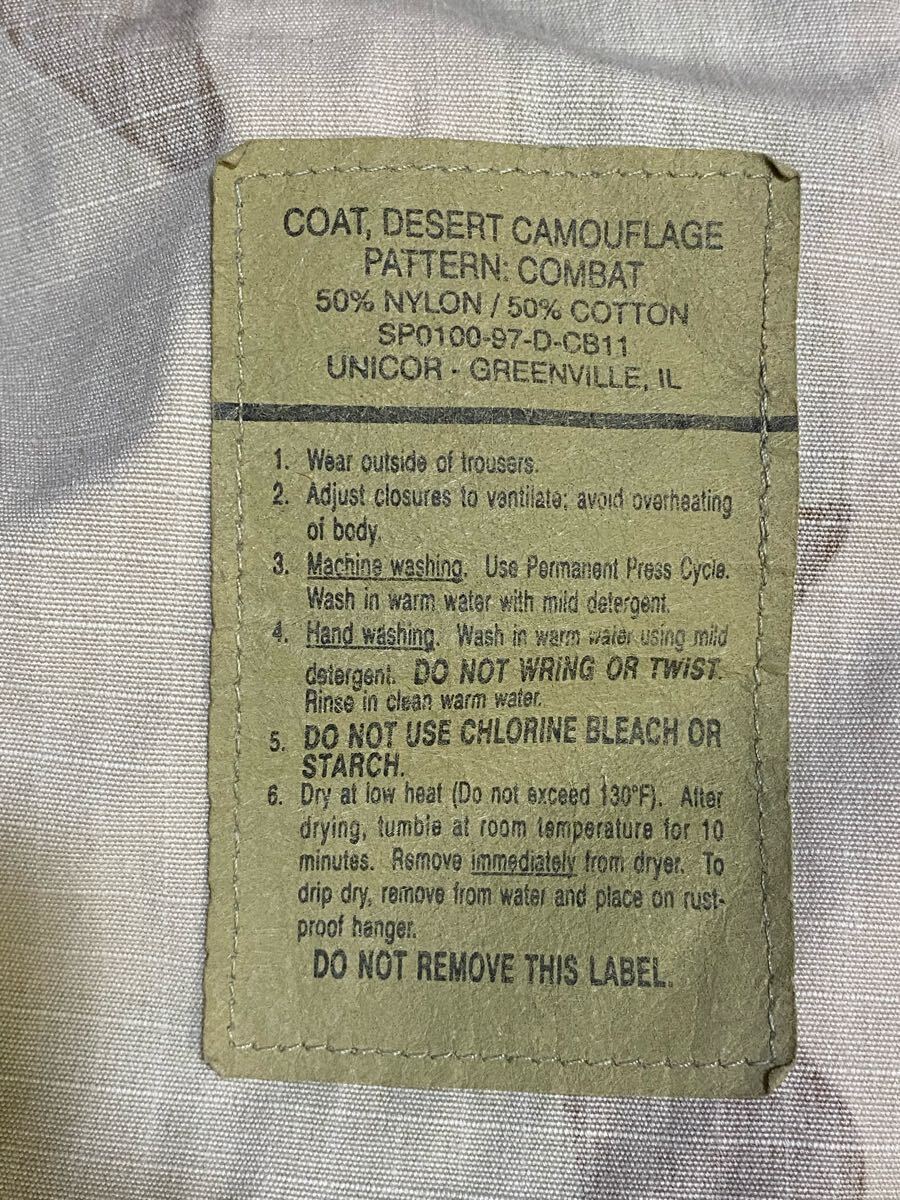 COAT, DESERT CAMOUFLAGE
PATTERN: COMBAT
50% NYLON / 50% COTTON
SP0100-97-D-CB11
UNICOR - GREENVILLE, IL
1. Wear outside of trousers.
2. Adjust closures to ventilate; avoid overheating
of body.
3. Machine washing. Use Permanent Press Cycle.
Wash in warm water with mild detergent.
4. Hand washing. Wash in warm water using mild
detergent. DO NOT WRING OR TWIST.
Rinse in clean warm water.
5. DO NOT USE CHLORINE BLEACH OR
STARCH.
6. Dry at low heat (Do not exceed 130°F). After
drying, tumble at room temperature for 10
minutes. Remove immediately from dryer. To
drip dry, remove from water and place on rust-
proof hanger.
DO NOT REMOVE THIS LABEL.